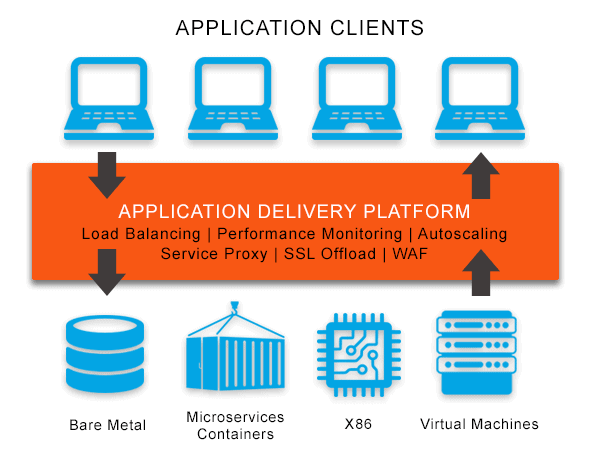 APPLICATION CLIENTS
APPLICATION DELIVERY PLATFORM
Load Balancing | Performance Monitoring | Autoscaling
Service Proxy | SSL Offload | WAF
Bare Metal
Microservices
Containers
X86
Virtual Machines